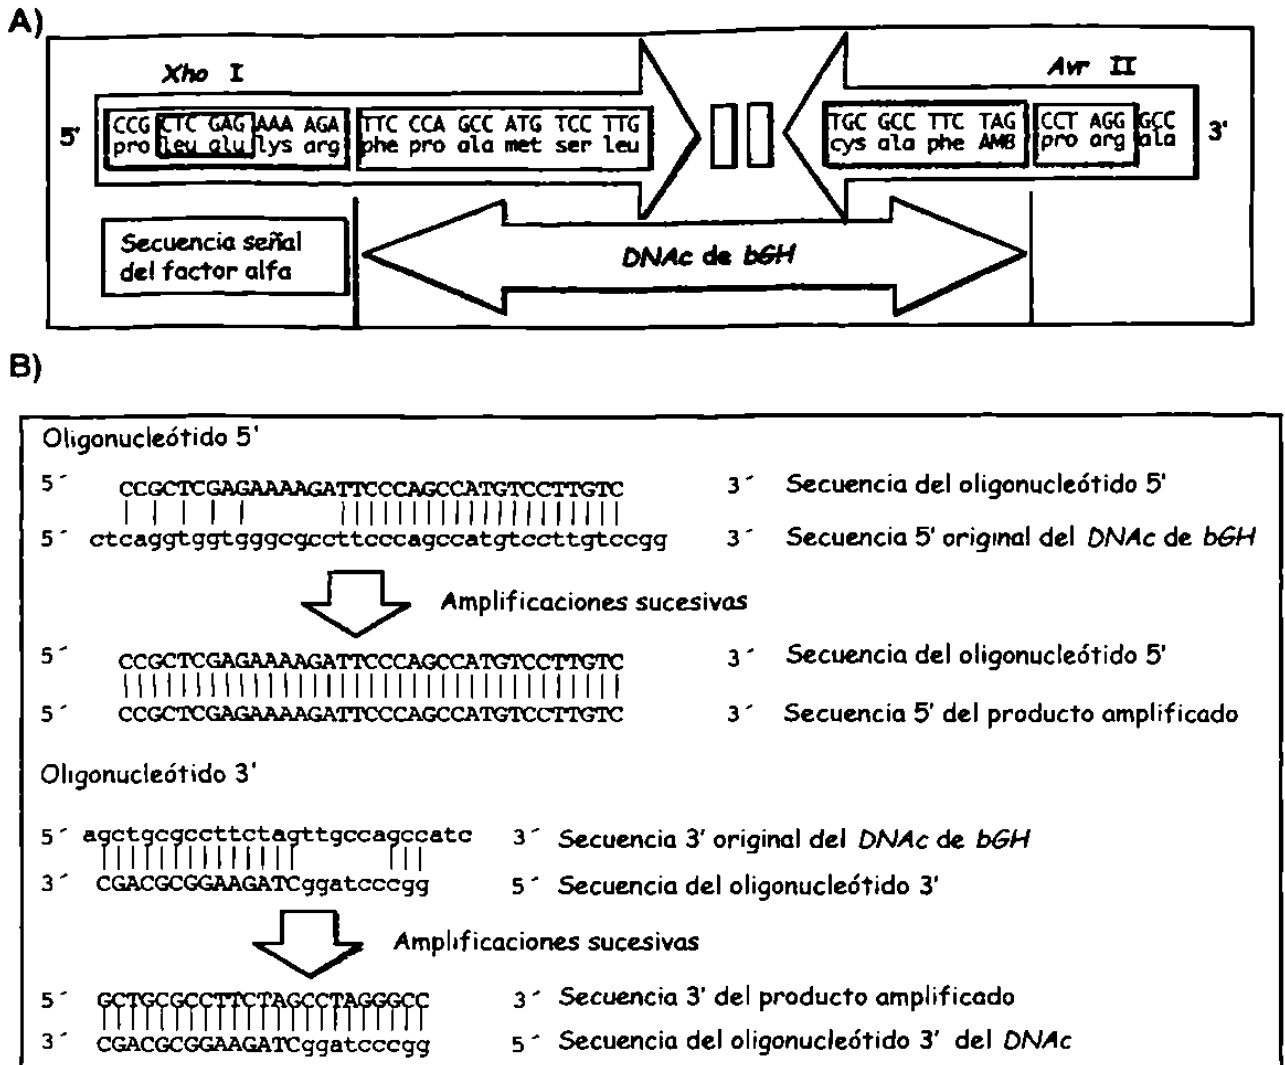 A)
Xho I Avr II
5' CCG CTC GAG AAA AGA TTC CCA GCC ATG TCC TTG TGC GCC TTC TAG CCT AGG GCC 3'
pro leu alu lys arg phe pro ala met ser leu cys ala phe AMB pro arg ala
Secuencia señal
del factor alfa
DNAc de bGH
B)
Oligonucleótido 5'
5´ CCGCTCGAGAAAAGATTCCCAGCCATGTCCTTGTC 3´ Secuencia del oligonucleótido 5'
5´ ctcaggtggtgggcgccttcccagccatgtccttgtccgg 3´ Secuencia 5' original del DNAc de bGH
Amplificaciones sucesivas
5´ CCGCTCGAGAAAAGATTCCCAGCCATGTCCTTGTC 3´ Secuencia del oligonucleótido 5'
5´ CCGCTCGAGAAAAGATTCCCAGCCATGTCCTTGTC 3´ Secuencia 5' del producto amplificado
Oligonucleótido 3'
5´ agctgcgccttctagttgccagccatc 3´ Secuencia 3' original del DNAc de bGH
3´ CGACGCGGAAGATCggatcccgg 5´ Secuencia del oligonucleótido 3'
Amplificaciones sucesivas
5´ GCTGCGCCTTCTAGCCTAGGGCC 3´ Secuencia 3' del producto amplificado
3´ CGACGCGGAAGATCggatcccgg 5´ Secuencia del oligonucleótido 3' del DNAc